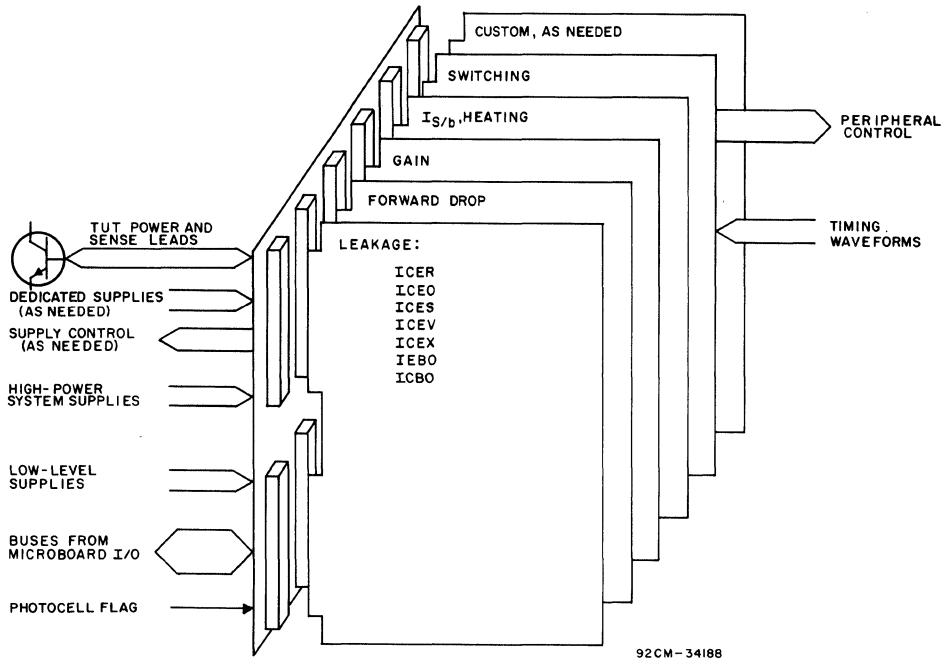 CUSTOM, AS NEEDED
SWITCHING
IS/b, HEATING
GAIN
FORWARD DROP
LEAKAGE:
ICER
ICEO
ICES
ICEV
ICEX
IEBO
ICBO
PERIPHERAL
CONTROL
TIMING
WAVEFORMS
TUT POWER AND
SENSE LEADS
DEDICATED SUPPLIES
(AS NEEDED)
SUPPLY CONTROL
(AS NEEDED)
HIGH-POWER
SYSTEM SUPPLIES
LOW-LEVEL
SUPPLIES
BUSES FROM
MICROBOARD I/O
PHOTOCELL FLAG
92CM-34188